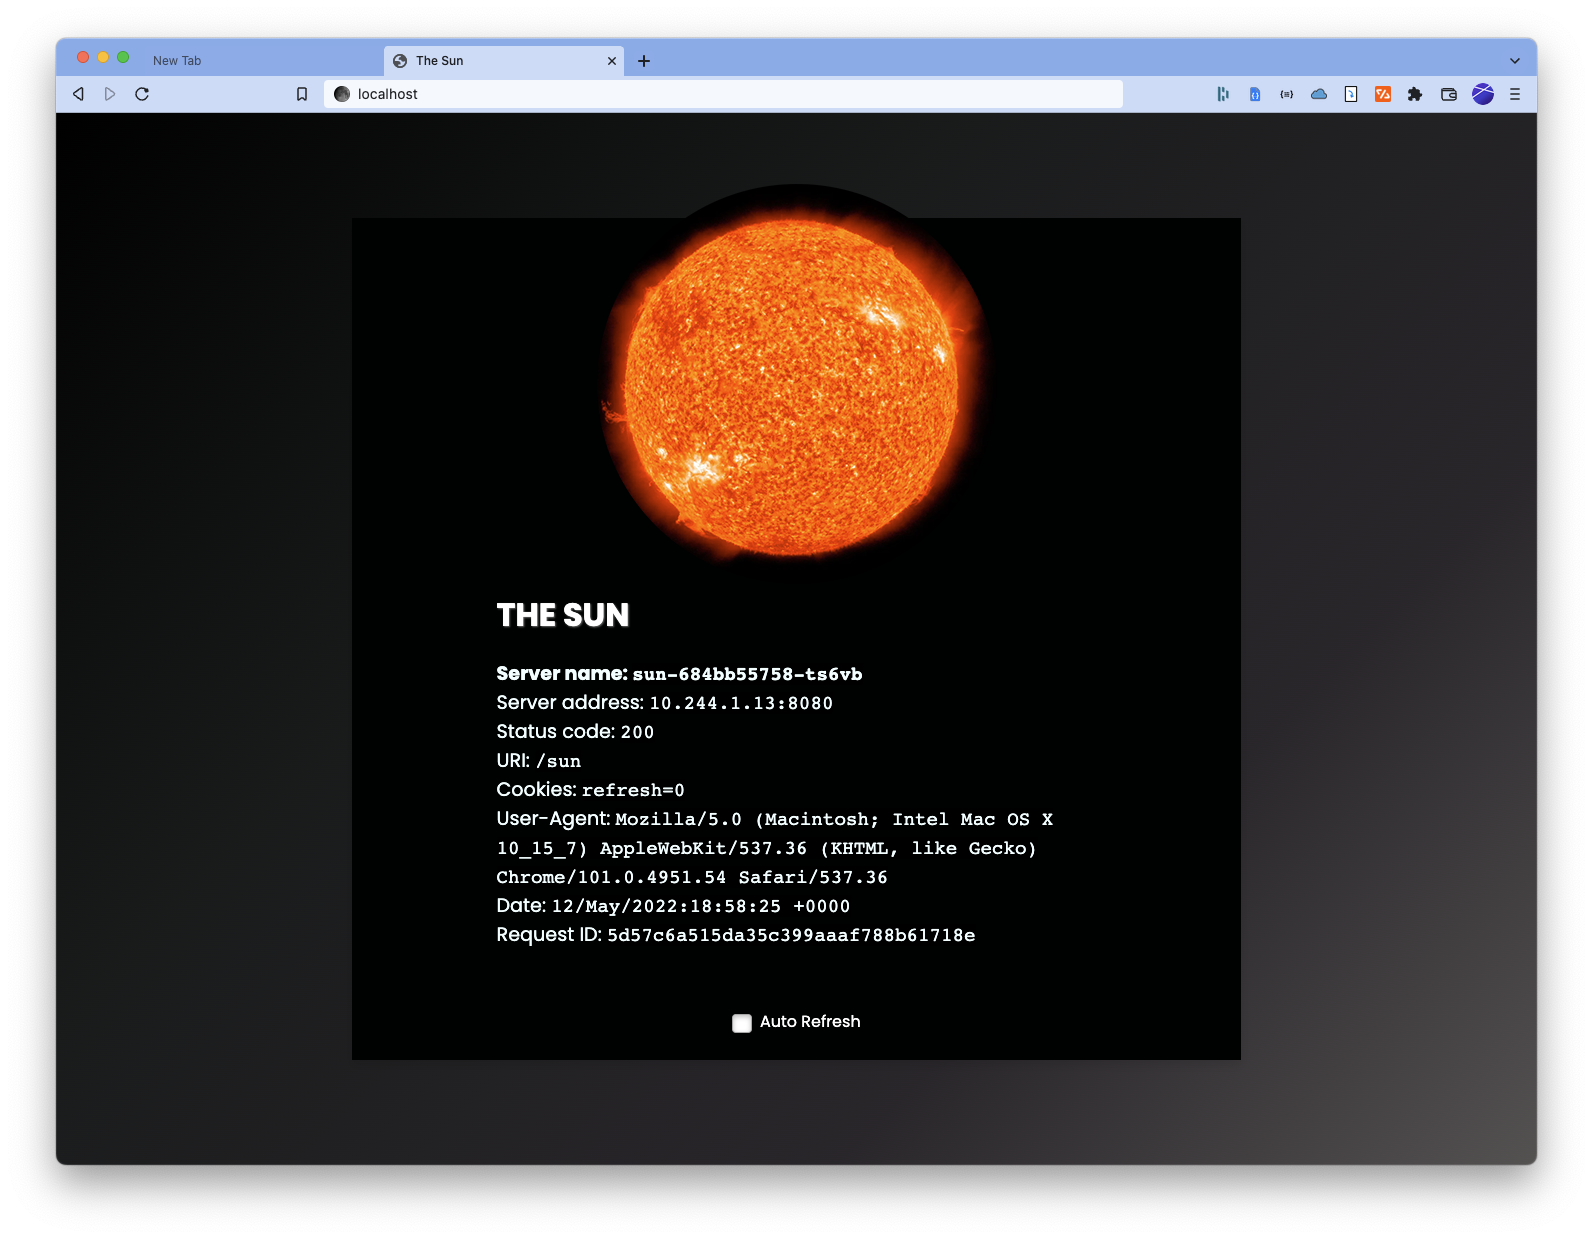 New Tab
The Sun
localhost
THE SUN
Server name: sun-684bb55758-ts6vb
Server address: 10.244.1.13:8080
Status code: 200
URI: /sun
Cookies: refresh=0
User-Agent: Mozilla/5.0 (Macintosh; Intel Mac OS X
10_15_7) AppleWebKit/537.36 (KHTML, like Gecko)
Chrome/101.0.4951.54 Safari/537.36
Date: 12/May/2022:18:58:25 +0000
Request ID: 5d57c6a515da35c399aaaf788b61718e
Auto Refresh